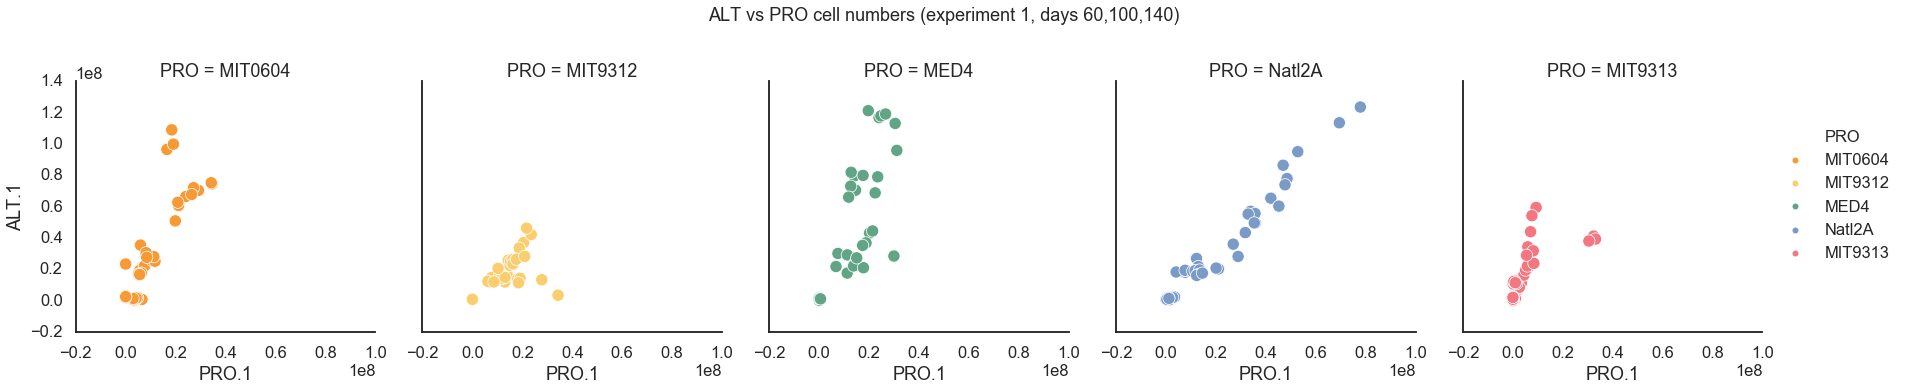 ALT vs PRO cell numbers (experiment 1, days 60,100,140)
PRO = MIT0604
PRO = MIT9312
PRO = MED4
PRO = Natl2A
PRO = MIT9313
1e8
1.4
1.2
1.0
0.8
0.6
0.4
0.2
0.0
−0.2
ALT.1
−0.2 0.0 0.2 0.4 0.6 0.8 1.0
PRO.1
1e8
−0.2 0.0 0.2 0.4 0.6 0.8 1.0
PRO.1
1e8
−0.2 0.0 0.2 0.4 0.6 0.8 1.0
PRO.1
1e8
−0.2 0.0 0.2 0.4 0.6 0.8 1.0
PRO.1
1e8
−0.2 0.0 0.2 0.4 0.6 0.8 1.0
PRO.1
1e8
PRO
MIT0604
MIT9312
MED4
Natl2A
MIT9313